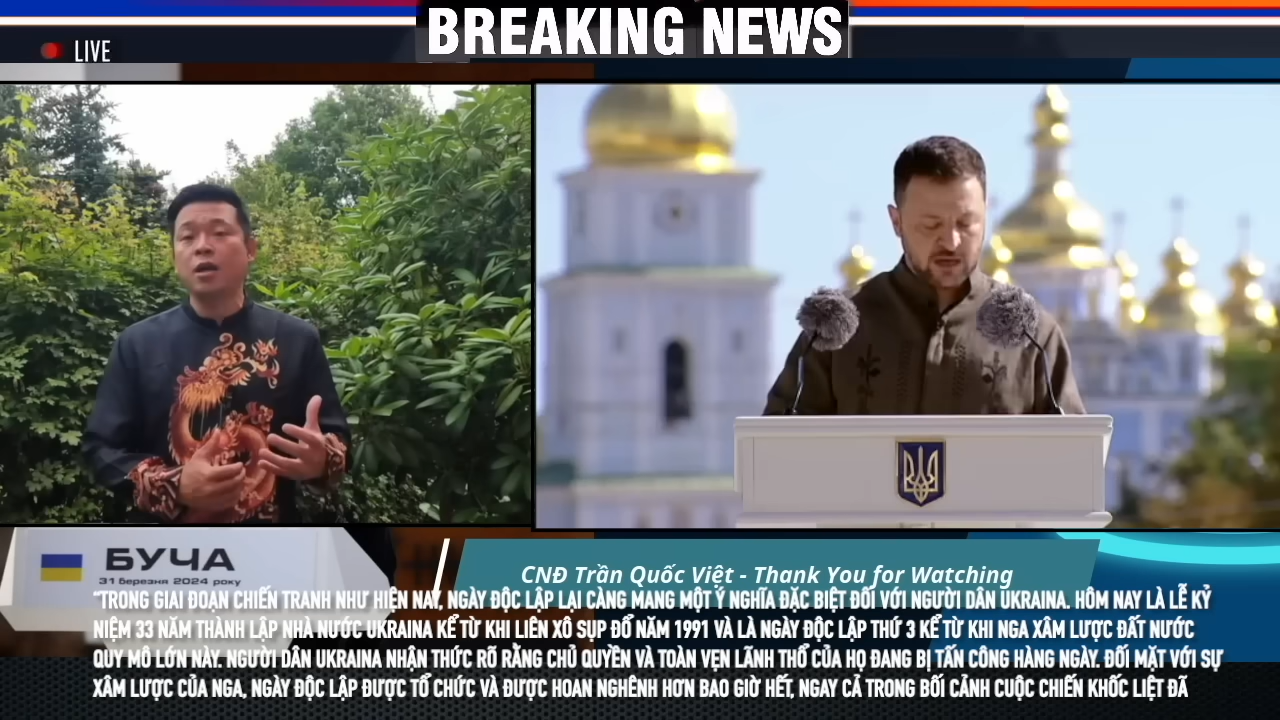 BREAKING NEWS
LIVE
БУЧА
31 березня 2024 року
CNĐ Trần Quốc Việt - Thank You for Watching
“TRONG GIAI ĐOẠN CHIẾN TRANH NHƯ HIỆN NAY, NGÀY ĐỘC LẬP LẠI CÀNG MANG MỘT Ý NGHĨA ĐẶC BIỆT ĐỐI VỚI NGƯỜI DÂN UKRAINA. HÔM NAY LÀ LỄ KỶ
NIỆM 33 NĂM THÀNH LẬP NHÀ NƯỚC UKRAINA KỂ TỪ KHI LIÊN XÔ SỤP ĐỔ NĂM 1991 VÀ LÀ NGÀY ĐỘC LẬP THỨ 3 KỂ TỪ KHI NGA XÂM LƯỢC ĐẤT NƯỚC
QUY MÔ LỚN NÀY. NGƯỜI DÂN UKRAINA NHẬN THỨC RÕ RẰNG CHỦ QUYỀN VÀ TOÀN VẸN LÃNH THỔ CỦA HỌ ĐANG BỊ TẤN CÔNG HÀNG NGÀY. ĐỐI MẶT VỚI SỰ
XÂM LƯỢC CỦA NGA, NGÀY ĐỘC LẬP ĐƯỢC TỔ CHỨC VÀ ĐƯỢC HOAN NGHÊNH HƠN BAO GIỜ HẾT, NGAY CẢ TRONG BỐI CẢNH CUỘC CHIẾN KHỐC LIỆT ĐÃ